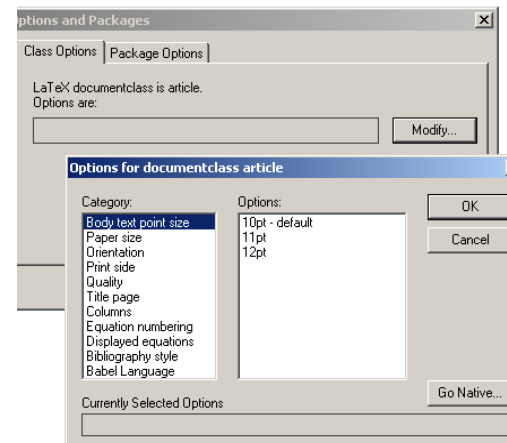 Options and Packages
Class Options
Package Options
LaTeX documentclass is article.
Options are:
Modify...
Options for documentclass article
Category:
Options:
Body text point size
Paper size
Orientation
Print side
Quality
Title page
Columns
Equation numbering
Displayed equations
Bibliography style
Babel Language
10pt - default
11pt
12pt
OK
Cancel
Go Native...
Currently Selected Options